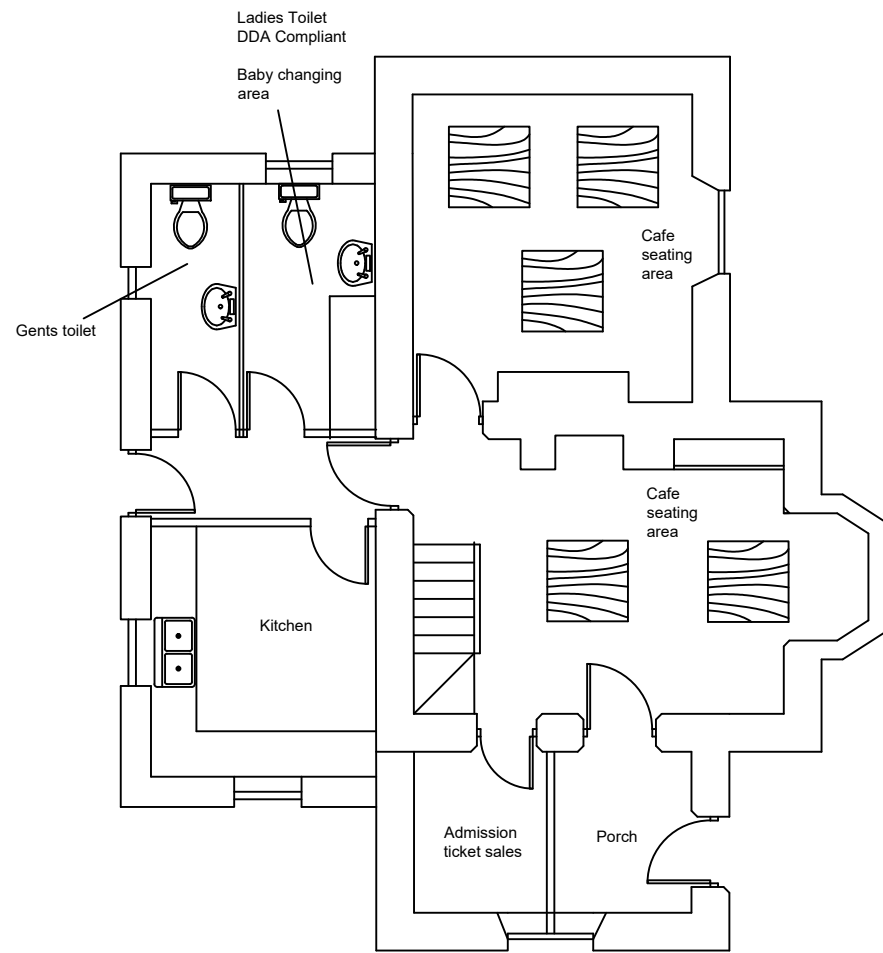 Ladies Toilet
DDA Compliant
Baby changing
area
Cafe
seating
area
Gents toilet
Cafe
seating
area
Kitchen
Admission
ticket sales
Porch